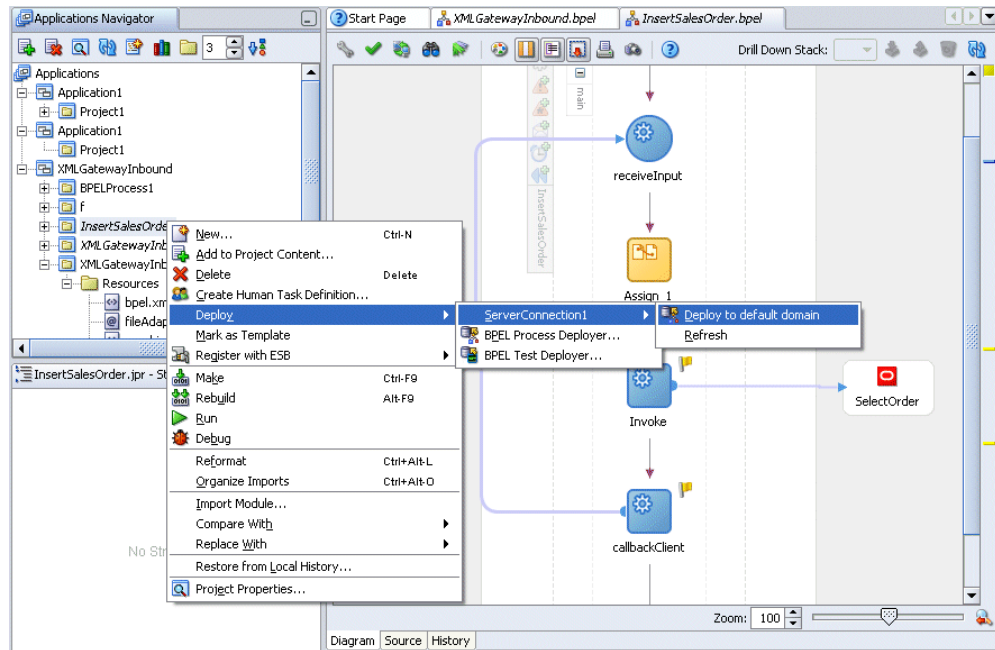 Applications Navigator
Start Page
XMLGatewayInbound.bpel
InsertSalesOrder.bpel
3
Drill Down Stack:
Applications
Application1
Project1
Application1
Project1
XMLGatewayInbound
BPELProcess1
f
InsertSalesOrde
XMLGatewayInb
XMLGatewayInb
Resources
bpel.xm
fileAdap
InsertSalesOrder.jpr - St
No Str
New... Ctrl-N
Add to Project Content...
Delete Delete
Create Human Task Definition...
Deploy
Mark as Template
Register with ESB
Make Ctrl-F9
Rebuild Alt-F9
Run
Debug
Reformat Ctrl+Alt-L
Organize Imports Ctrl+Alt-O
Import Module...
Compare With
Replace With
Restore from Local History...
Project Properties...
ServerConnection1
BPEL Process Deployer...
BPEL Test Deployer...
Deploy to default domain
Refresh
main
InsertSalesOrder
receiveInput
Assign_1
Invoke
SelectOrder
callbackClient
Zoom: 100
Diagram Source History